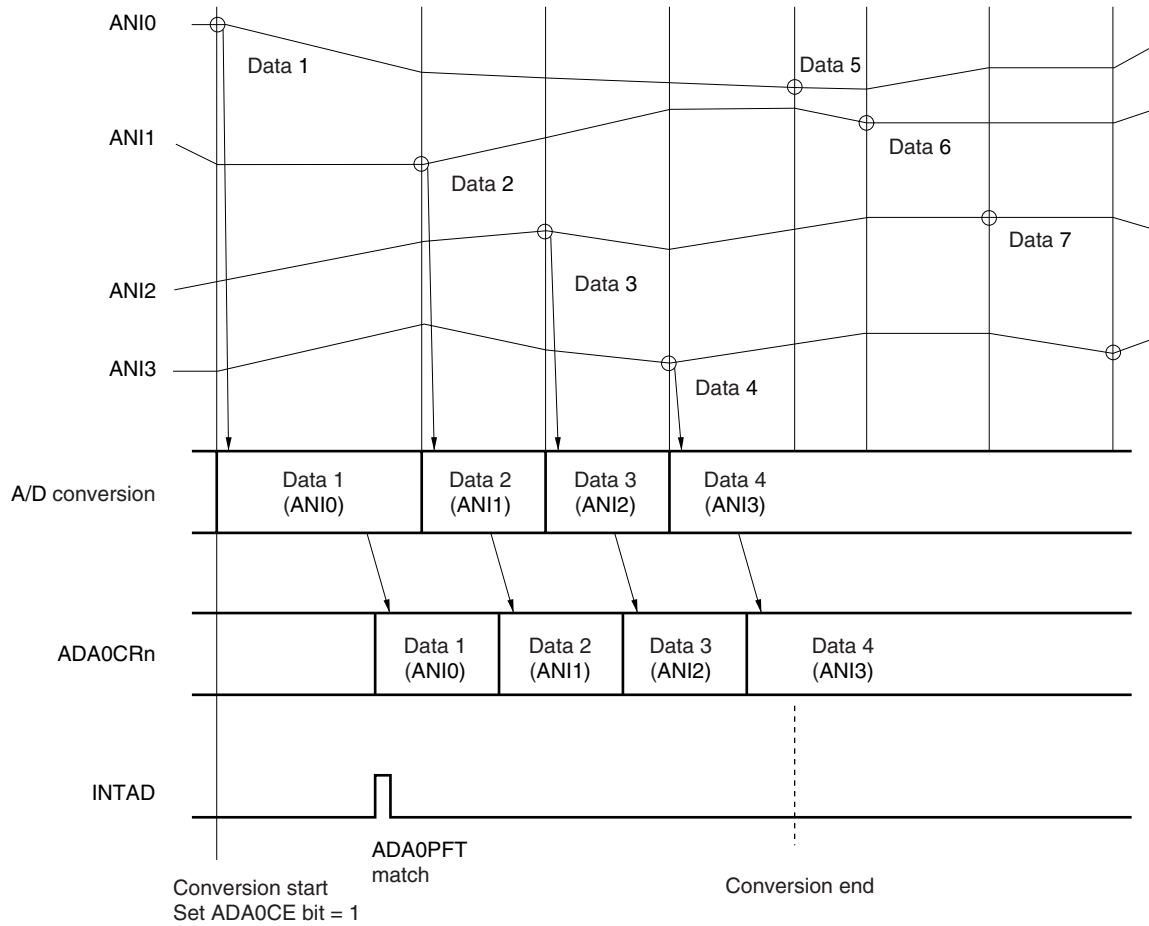 ANI0
Data 1
Data 5
ANI1
Data 6
Data 2
Data 7
ANI2
Data 3
ANI3
Data 4
A/D conversion
Data 1
(ANI0)
Data 2
(ANI1)
Data 3
(ANI2)
Data 4
(ANI3)
ADA0CRn
Data 1
(ANI0)
Data 2
(ANI1)
Data 3
(ANI2)
Data 4
(ANI3)
INTAD
ADA0PFT
match
Conversion start
Set ADA0CE bit = 1
Conversion end